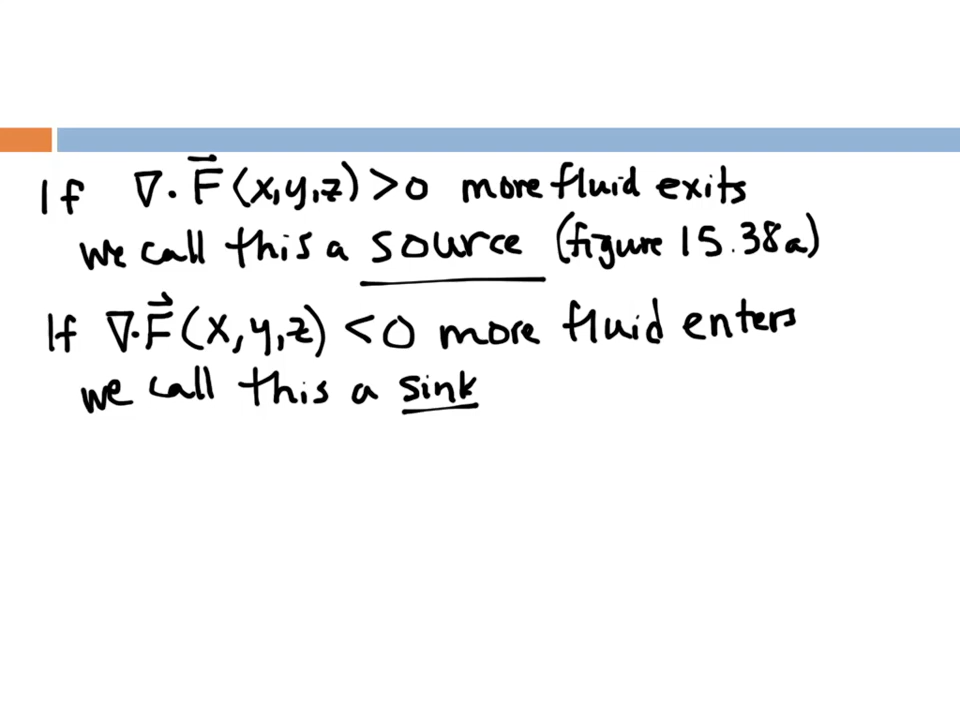 If ∇·F⃗(x,y,z)>0 more fluid exits
we call this a source (figure 15.38a)
If ∇·F⃗(x,y,z)<0 more fluid enters
we call this a sink